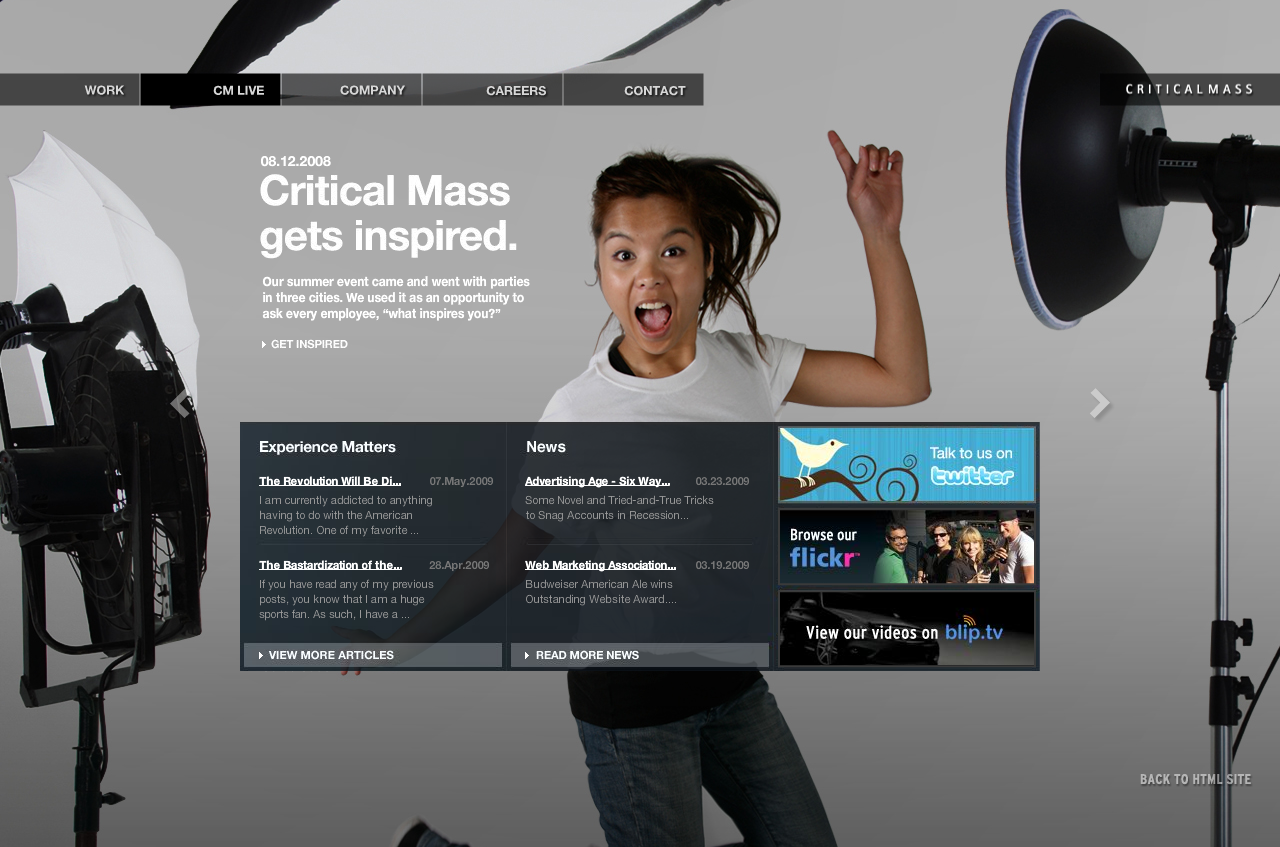 WORK
CM LIVE
COMPANY
CAREERS
CONTACT
CRITICALMASS
08.12.2008
Critical Mass
gets inspired.
Our summer event came and went with parties
in three cities. We used it as an opportunity to
ask every employee, “what inspires you?”
GET INSPIRED
Experience Matters
The Revolution Will Be Di... 07.May.2009
I am currently addicted to anything
having to do with the American
Revolution. One of my favorite ...
The Bastardization of the... 28.Apr.2009
If you have read any of my previous
posts, you know that I am a huge
sports fan. As such, I have a ...
VIEW MORE ARTICLES
News
Advertising Age - Six Way... 03.23.2009
Some Novel and Tried-and-True Tricks
to Snag Accounts in Recession...
Web Marketing Association... 03.19.2009
Budweiser American Ale wins
Outstanding Website Award....
READ MORE NEWS
Talk to us on
twitter
Browse our
flickr™
View our videos on blip.tv
BACK TO HTML SITE